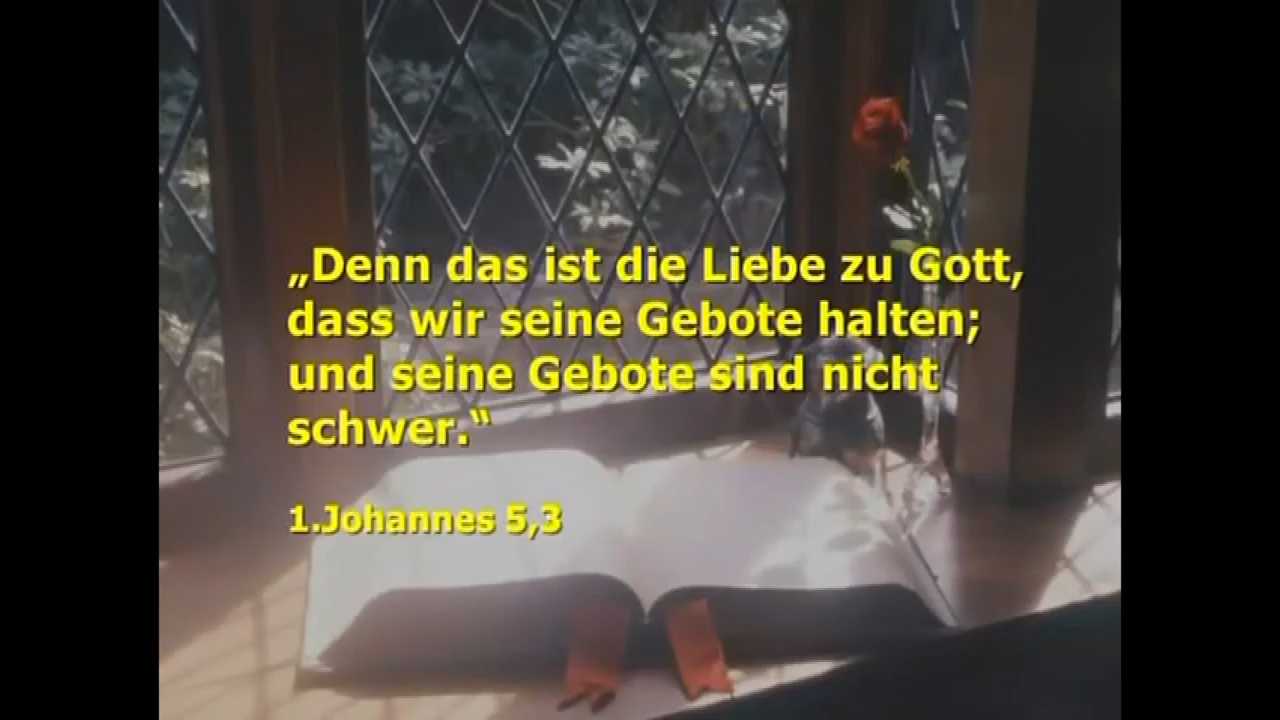 „Denn das ist die Liebe zu Gott,
dass wir seine Gebote halten;
und seine Gebote sind nicht
schwer.“
1.Johannes 5,3